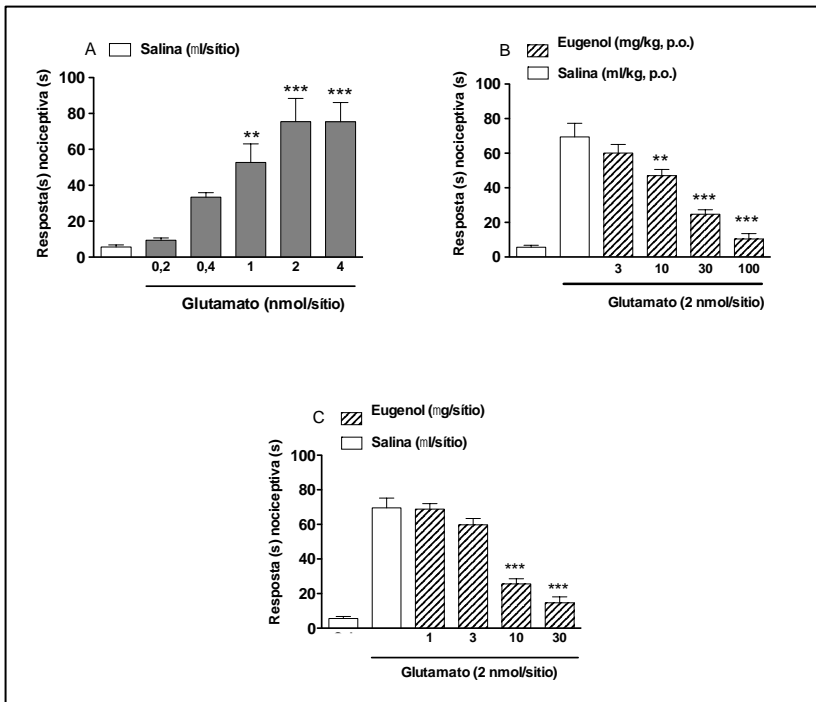 A
Salina (ml/sítio)
Resposta(s) nociceptiva (s)
100
80
60
40
20
0
** *** ***
0,2 0,4 1 2 4
Glutamato (nmol/sítio)
B
Eugenol (mg/kg, p.o.)
Salina (ml/kg, p.o.)
Resposta (s) nociceptiva (s)
100
80
60
40
20
0
** *** ***
3 10 30 100
Glutamato (2 nmol/sitio)
C
Eugenol (mg/sítio)
Salina (ml/sítio)
Resposta (s) nociceptiva (s)
100
80
60
40
20
0
*** ***
1 3 10 30
Glutamato (2 nmol/sitio)